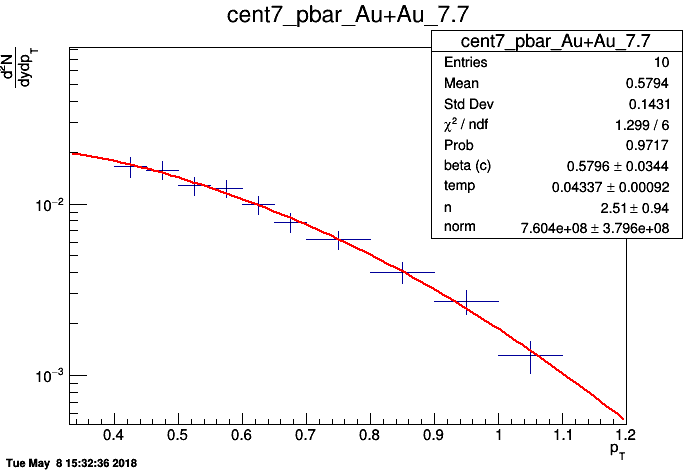 cent7_pbar_Au+Au_7.7
d²N
dydp_T
cent7_pbar_Au+Au_7.7
Entries 10
Mean 0.5794
Std Dev 0.1431
χ² / ndf 1.299 / 6
Prob 0.9717
beta (c) 0.5796 ± 0.0344
temp 0.04337 ± 0.00092
n 2.51 ± 0.94
norm 7.604e+08 ± 3.796e+08
10⁻²
10⁻³
0.4 0.5 0.6 0.7 0.8 0.9 1 1.1 1.2
p_T
Tue May 8 15:32:36 2018